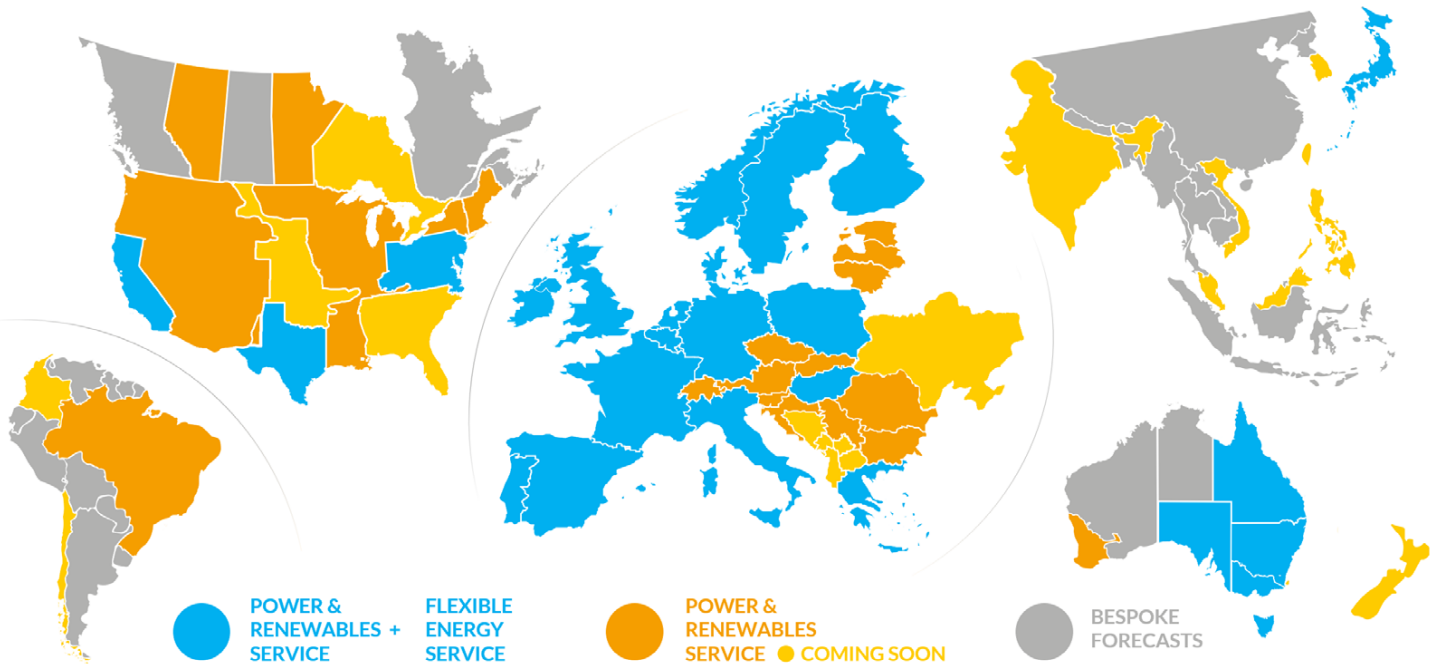 POWER & FLEXIBLE POWER &
RENEWABLES + ENERGY RENEWABLES BESPOKE
SERVICE SERVICE SERVICE COMING SOON FORECASTS